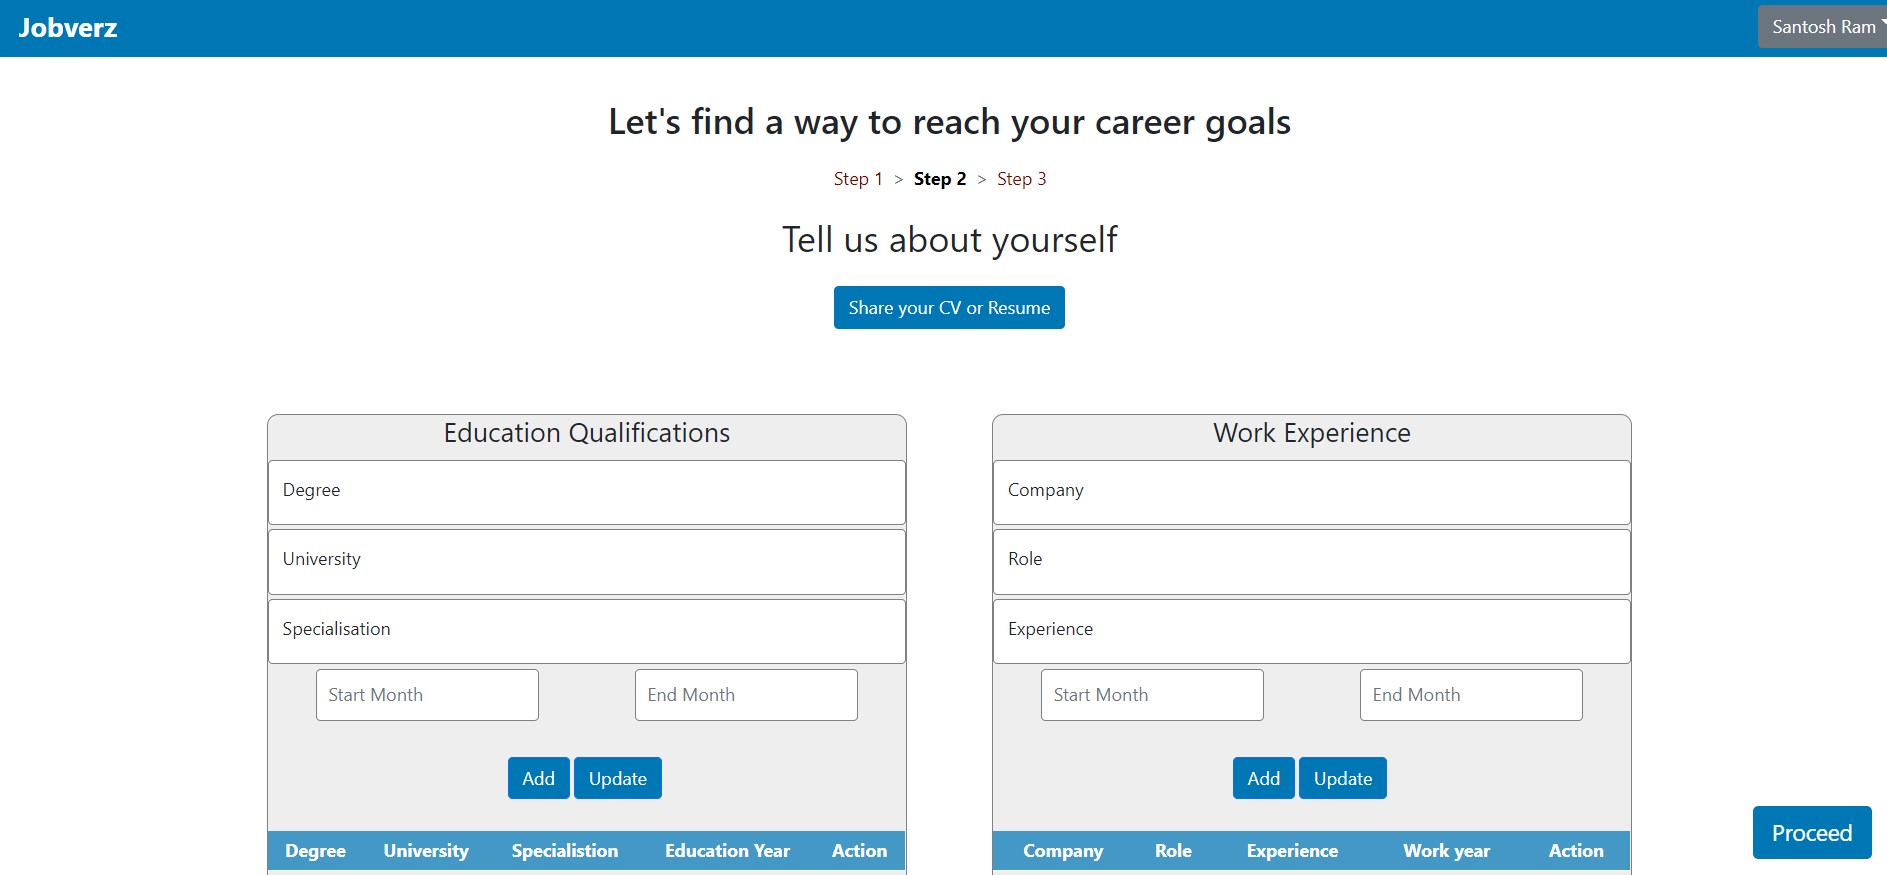 Jobverz
Santosh Ram
Let's find a way to reach your career goals
Step 1 > Step 2 > Step 3
Tell us about yourself
Share your CV or Resume
Education Qualifications
Degree
University
Specialisation
Start Month
End Month
Add
Update
Degree University Specialistion Education Year Action
Work Experience
Company
Role
Experience
Start Month
End Month
Add
Update
Company Role Experience Work year Action
Proceed